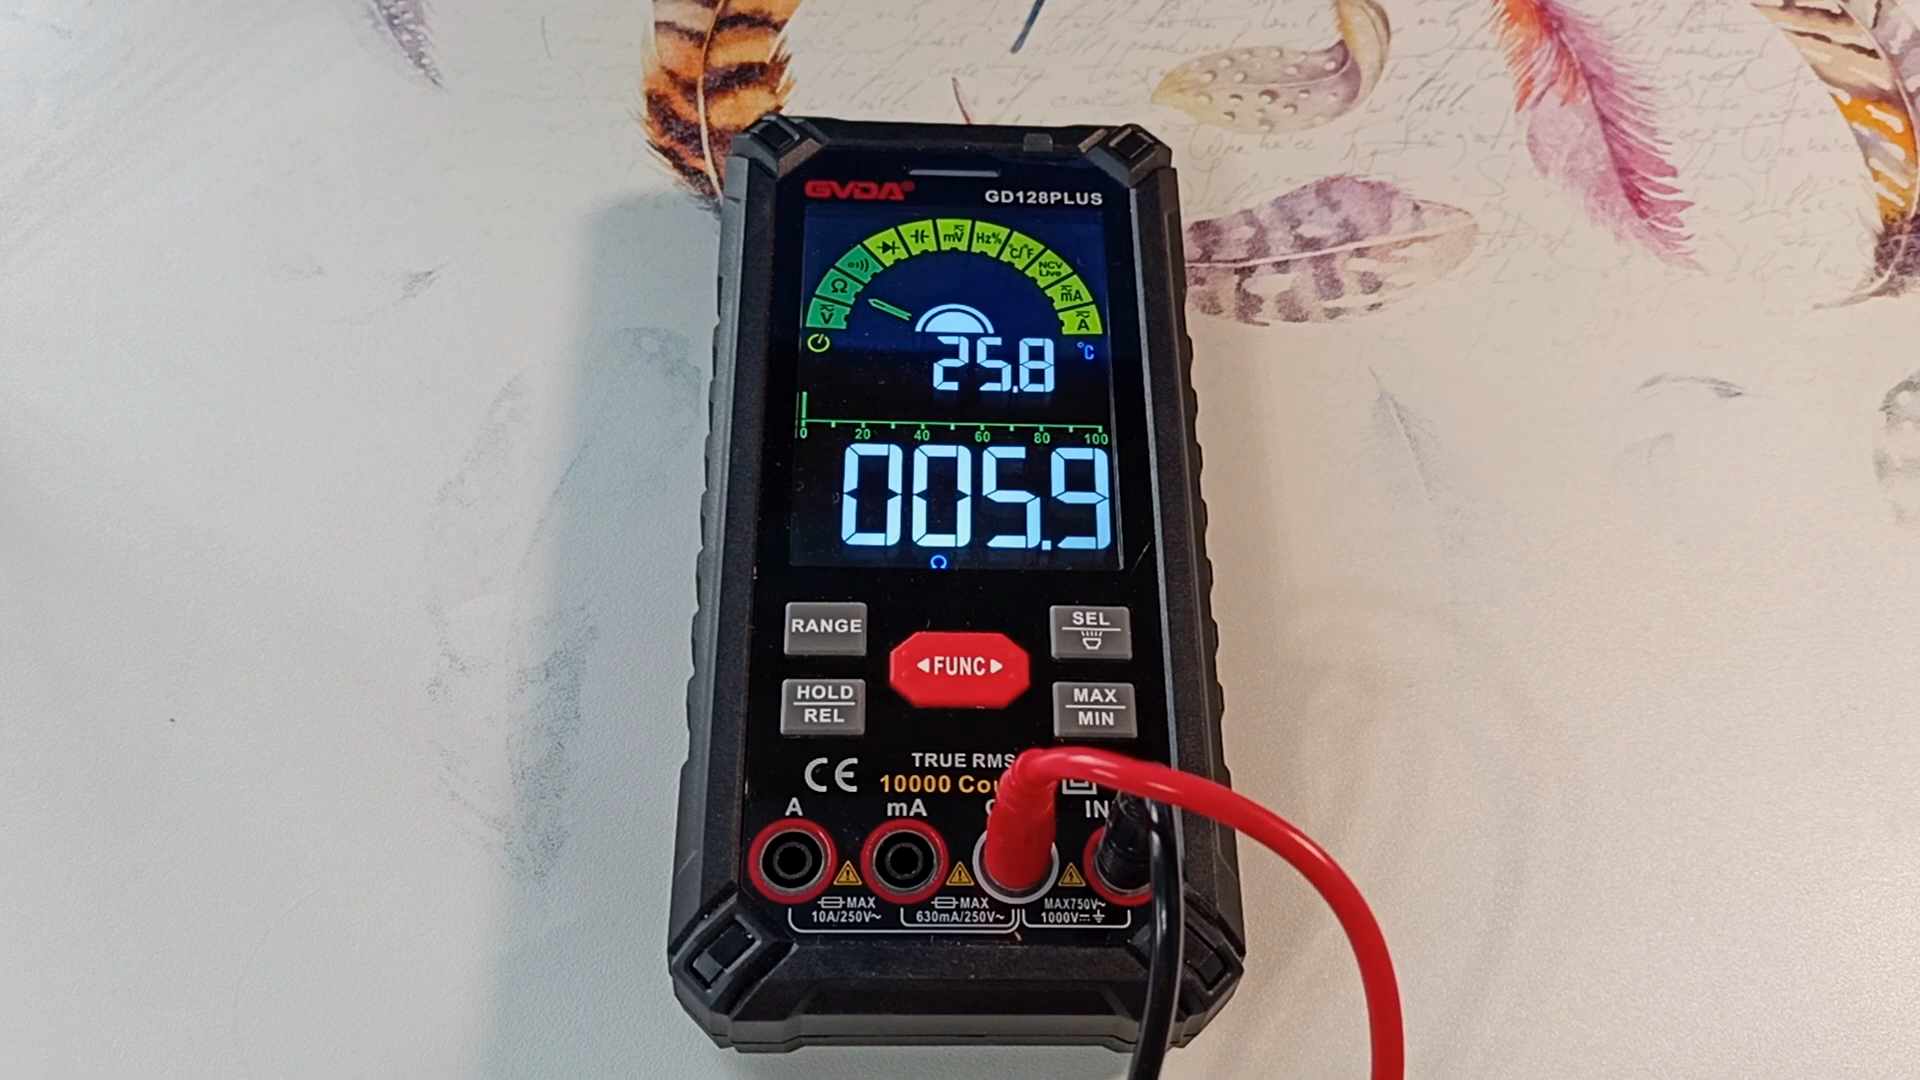 GVDA®
GD128PLUS
V Ω mV Hz% °C/°F NCV Live mA A
25.8 °C
0 20 40 60 80 100
005.9
Ω
RANGE
SEL
◄FUNC►
HOLD
REL
MAX
MIN
CE
TRUE RMS
10000 Cou
A mA C IN
MAX
10A/250V~
MAX
630mA/250V~
MAX750V~
1000V